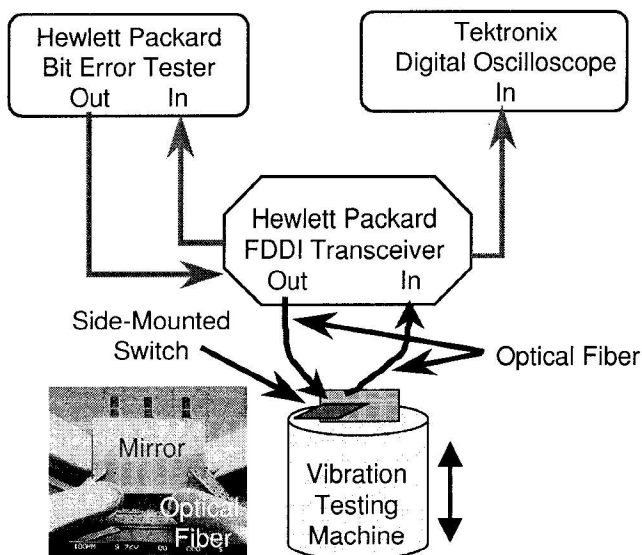 Hewlett Packard
Bit Error Tester
Out In
Tektronix
Digital Oscilloscope
In
Hewlett Packard
FDDI Transceiver
Out In
Side-Mounted
Switch
Optical Fiber
Mirror
Optical
Fiber
Vibration
Testing
Machine